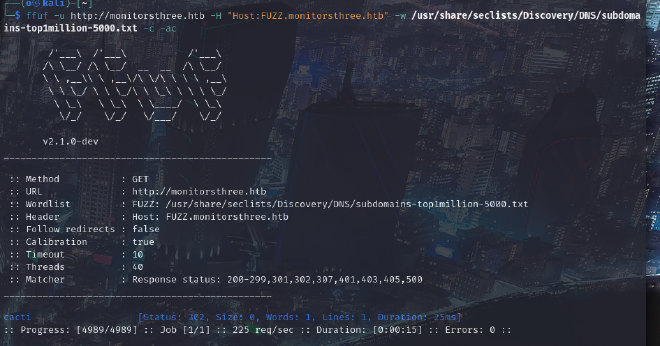 (o㉿kali)-[~]
$ ffuf -u http://monitorsthree.htb -H "Host:FUZZ.monitorsthree.htb" -w /usr/share/seclists/Discovery/DNS/subdoma
ins-top1million-5000.txt -c -ac
v2.1.0-dev
:: Method : GET
:: URL : http://monitorsthree.htb
:: Wordlist : FUZZ: /usr/share/seclists/Discovery/DNS/subdomains-top1million-5000.txt
:: Header : Host: FUZZ.monitorsthree.htb
:: Follow redirects : false
:: Calibration : true
:: Timeout : 10
:: Threads : 40
:: Matcher : Response status: 200-299,301,302,307,401,403,405,500
cacti [Status: 302, Size: 0, Words: 1, Lines: 1, Duration: 25ms]
:: Progress: [4989/4989] :: Job [1/1] :: 225 req/sec :: Duration: [0:00:15] :: Errors: 0 ::